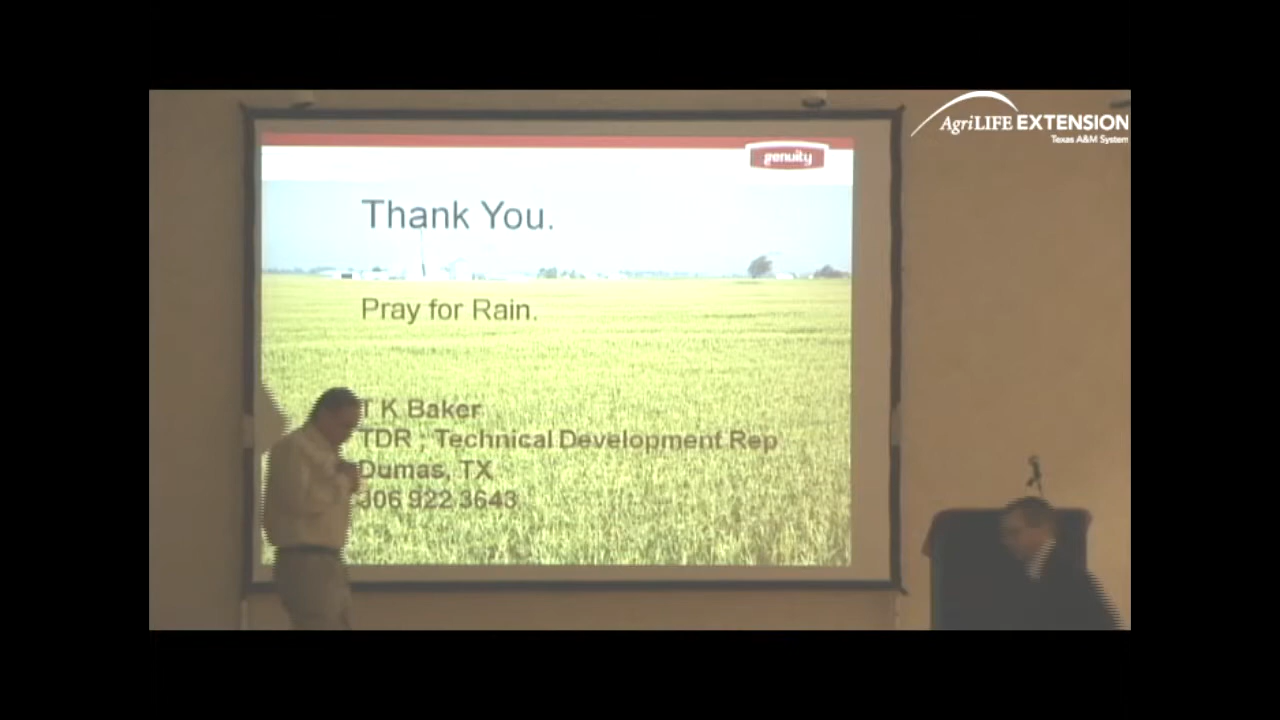 AgriLIFE EXTENSION
Texas A&M System
genuity
Thank You.
Pray for Rain.
T K Baker
TDR ; Technical Development Rep
Dumas, TX
806 922 3643